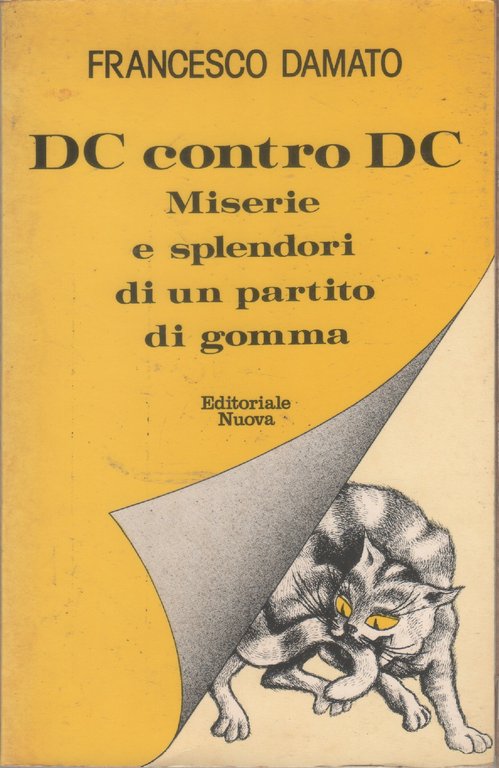 FRANCESCO DAMATO
DC contro DC
Miserie
e splendori
di un partito
di gomma
Editoriale
Nuova